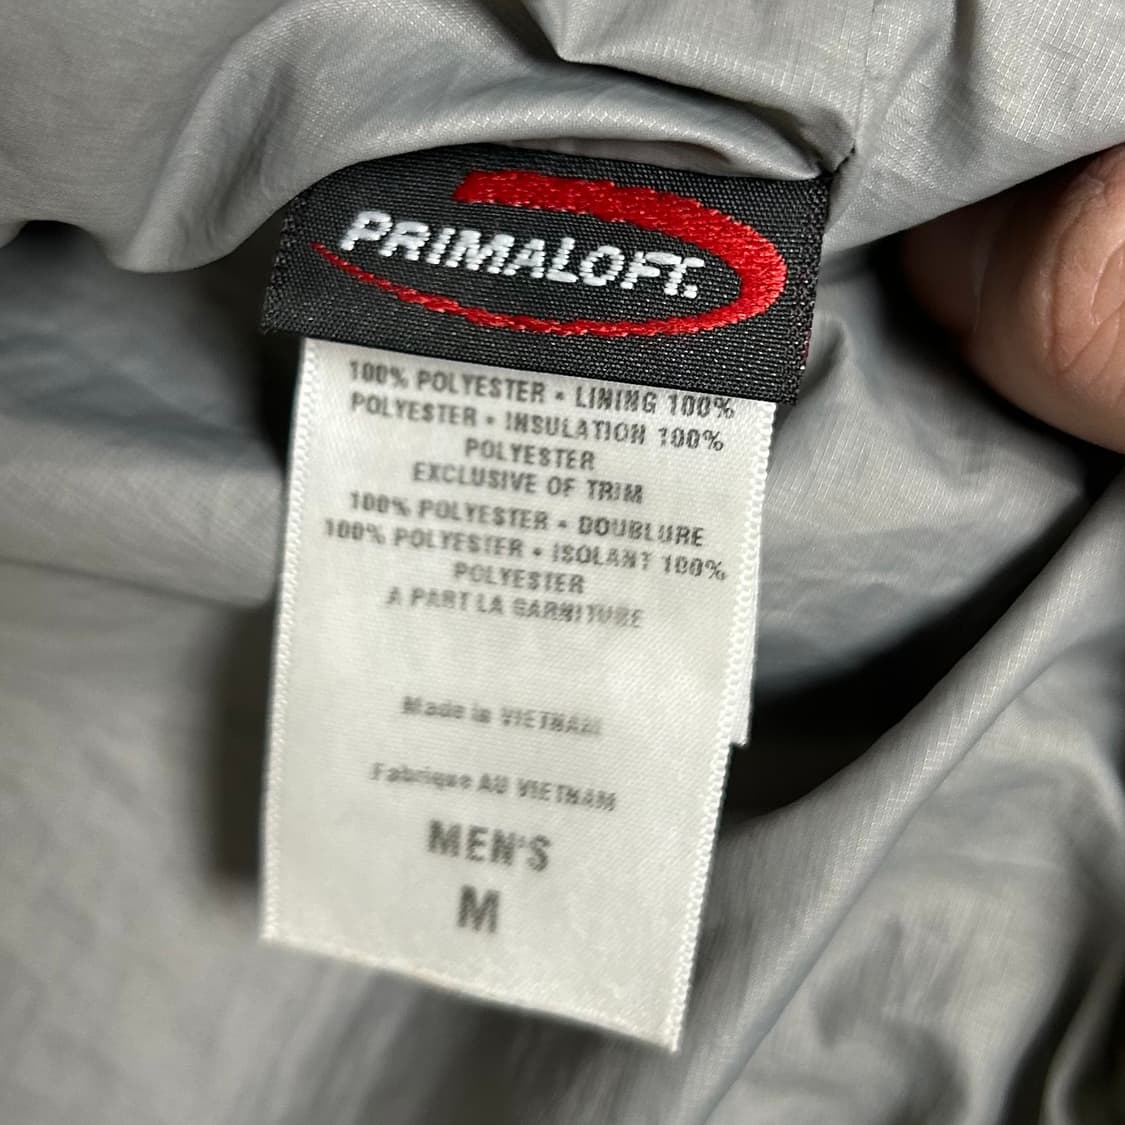 PRIMALOFT.
100% POLYESTER • LINING 100%
POLYESTER • INSULATION 100%
POLYESTER
EXCLUSIVE OF TRIM
100% POLYESTER • DOUBLURE
100% POLYESTER • ISOLANT 100%
POLYESTER
A PART LA GARNITURE
Made in VIETNAM
Fabrique AU VIETNAM
MEN'S
M